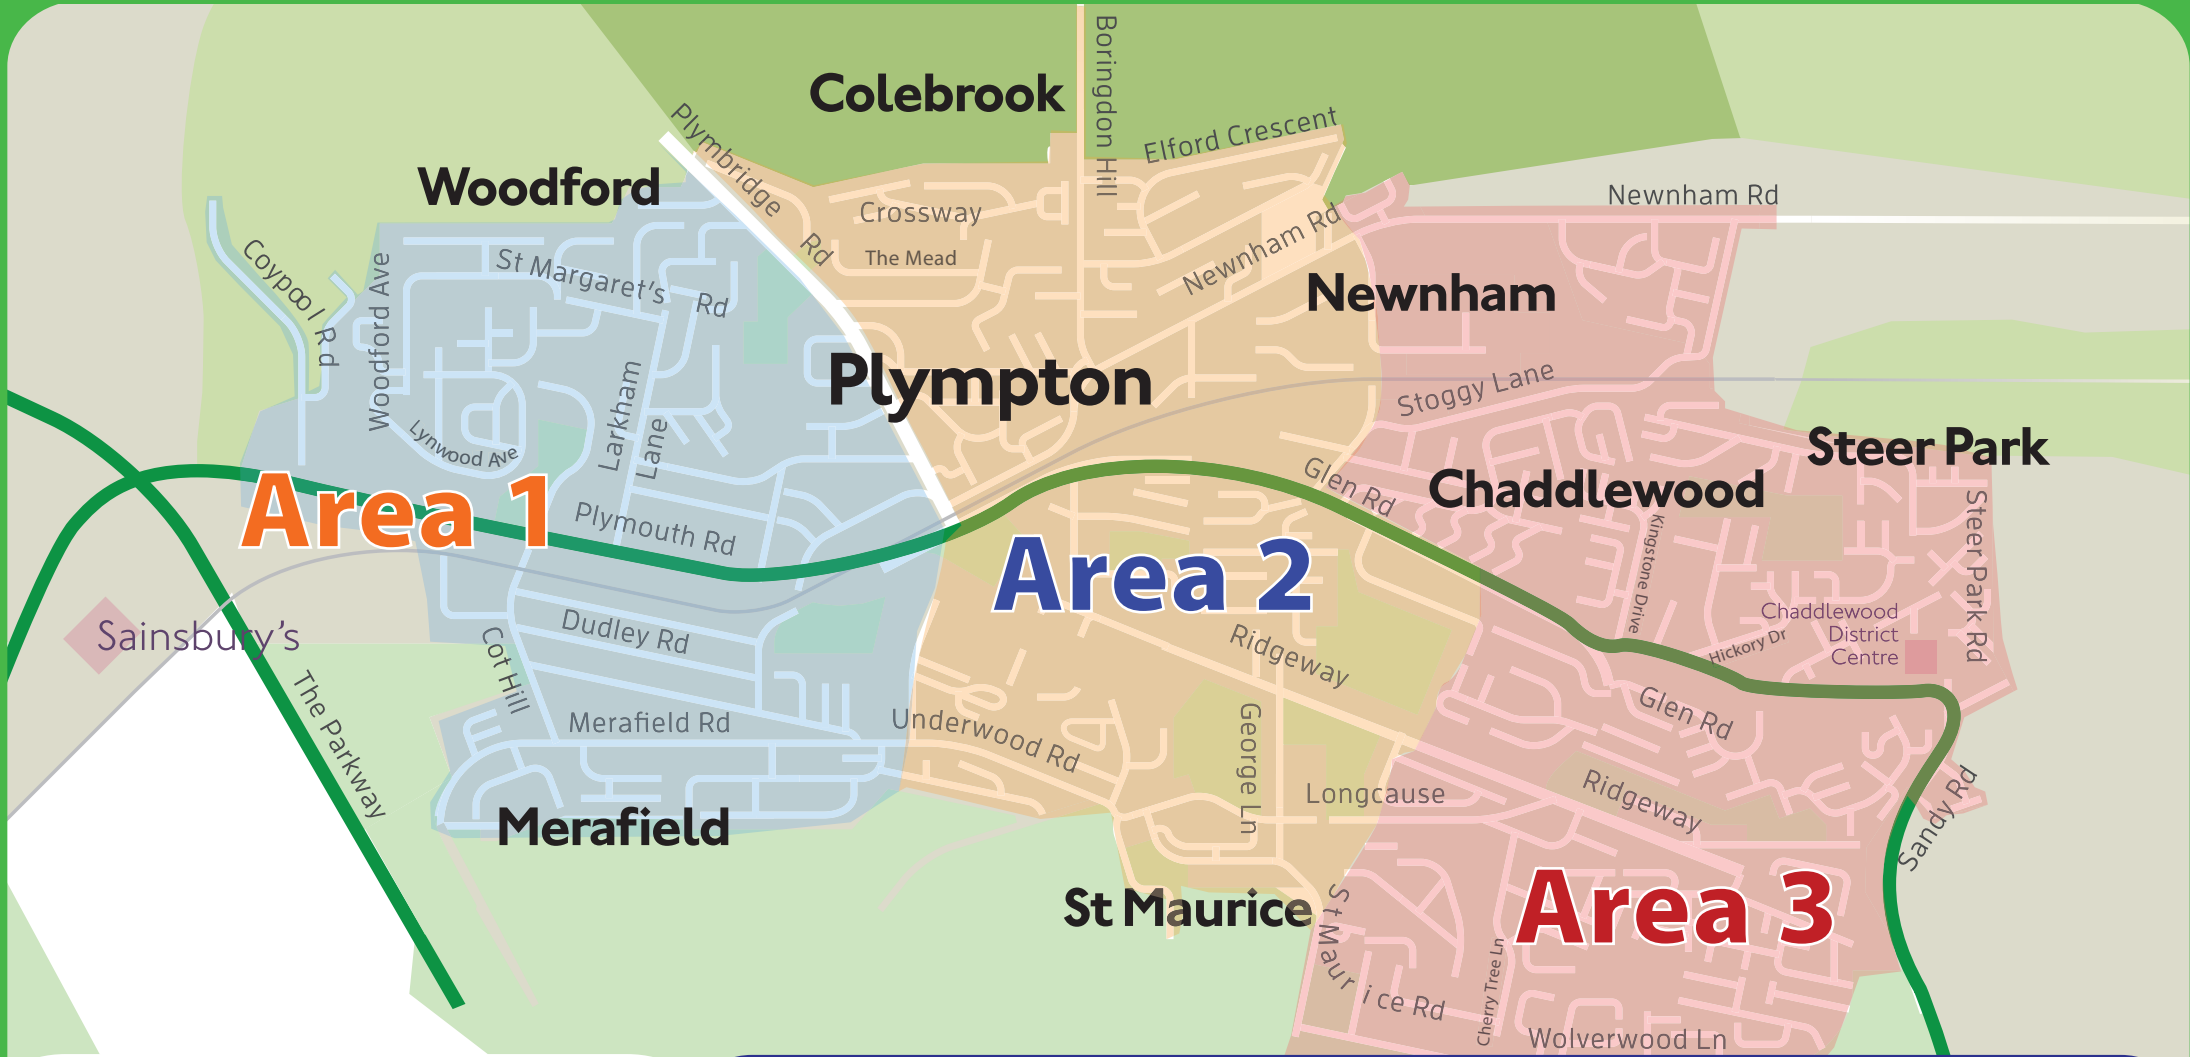 Boringdon Hill
Colebrook
Plymbridge
Rd
Elford Crescent
Woodford
Newnham Rd
Crossway
The Mead
Newnham Rd
Coypool Rd
Woodford Ave
St Margaret's Rd
Newnham
Plympton
Stoggy Lane
Larkham
Lane
Lynwood Ave
Steer Park
Glen Rd
Chaddlewood
Area 1
Plymouth Rd
Area 2
Kingstone Drive
Steer Park Rd
Sainsbury's
Dudley Rd
Cot Hill
Ridgeway
Chaddlewood
District
Centre
Hickory Dr
The Parkway
Merafield Rd
Underwood Rd
George Ln
Glen Rd
Longcause
Ridgeway
Sandy Rd
Merafield
St Maurice
Area 3
St Maurice Rd
Cherry Tree Ln
Wolverwood Ln